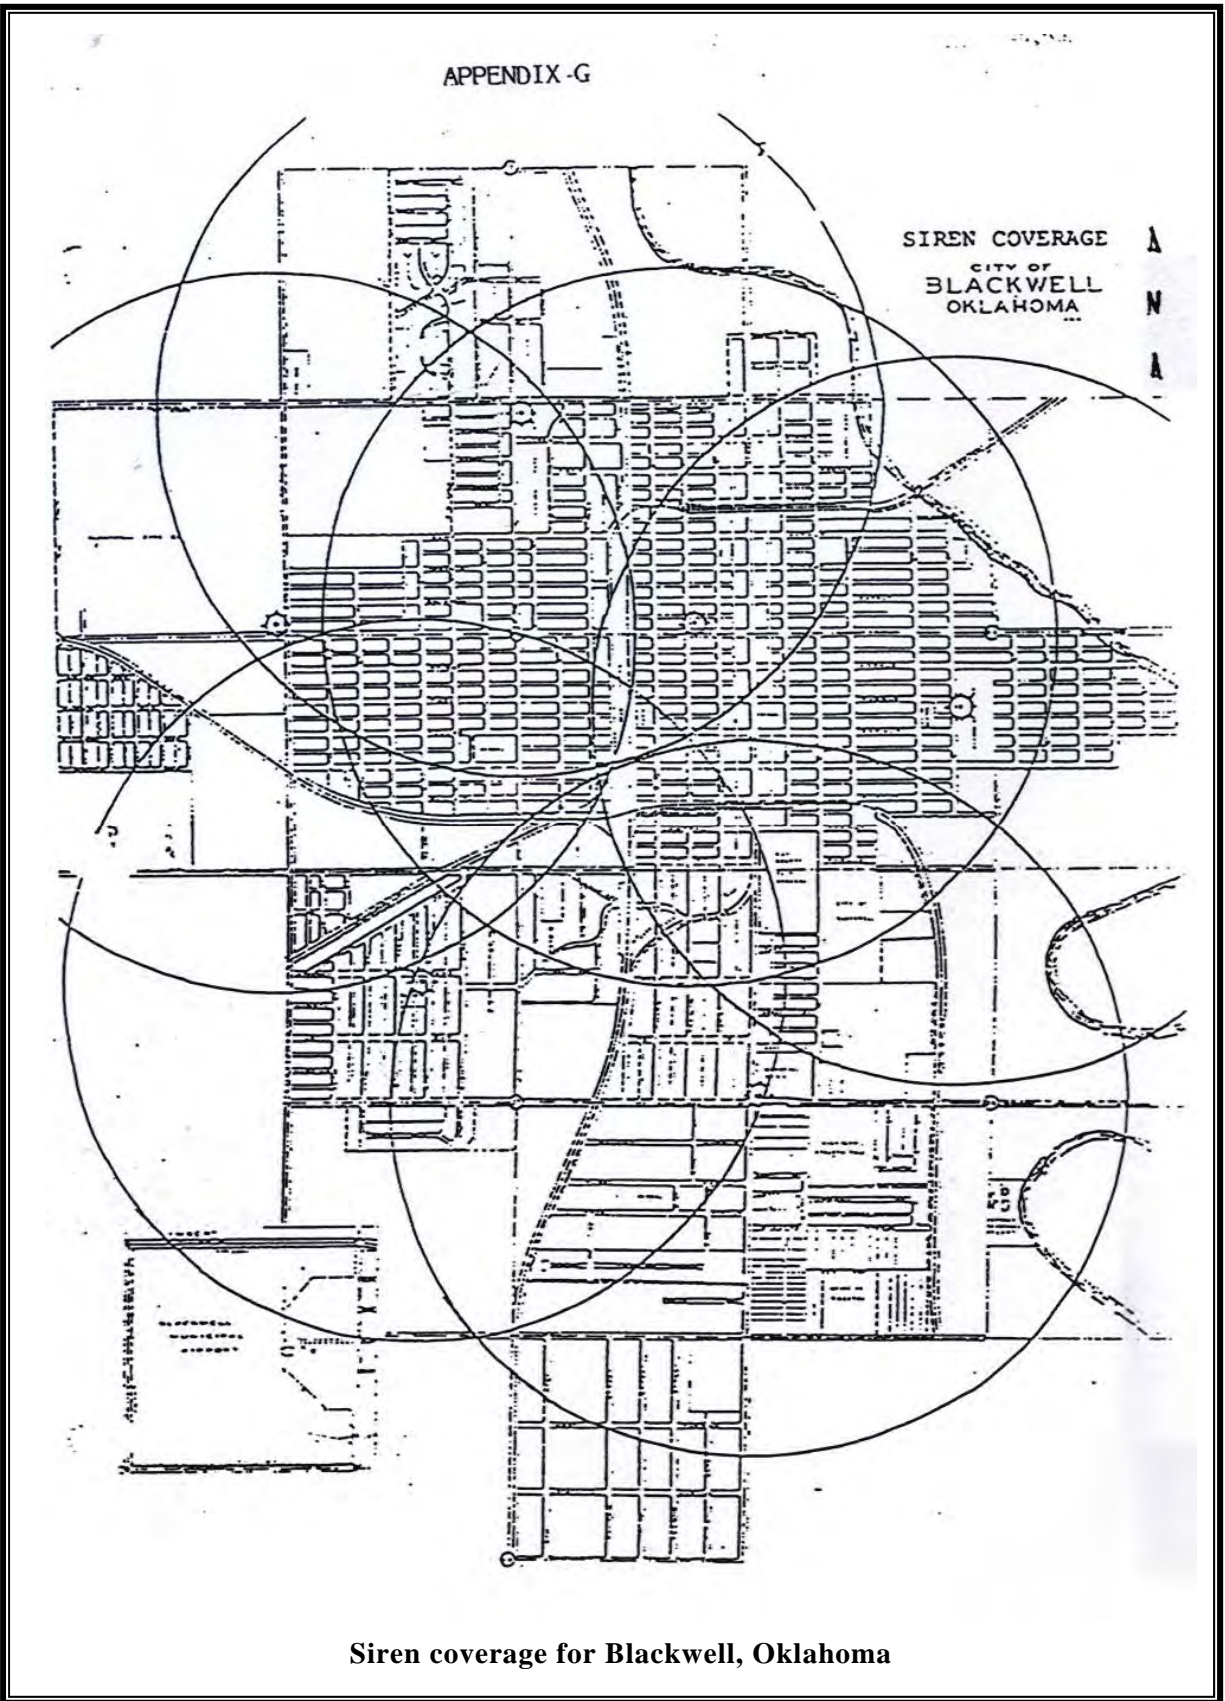 APPENDIX-G
SIREN COVERAGE
CITY OF
BLACKWELL
OKLAHOMA
N
Siren coverage for Blackwell, Oklahoma